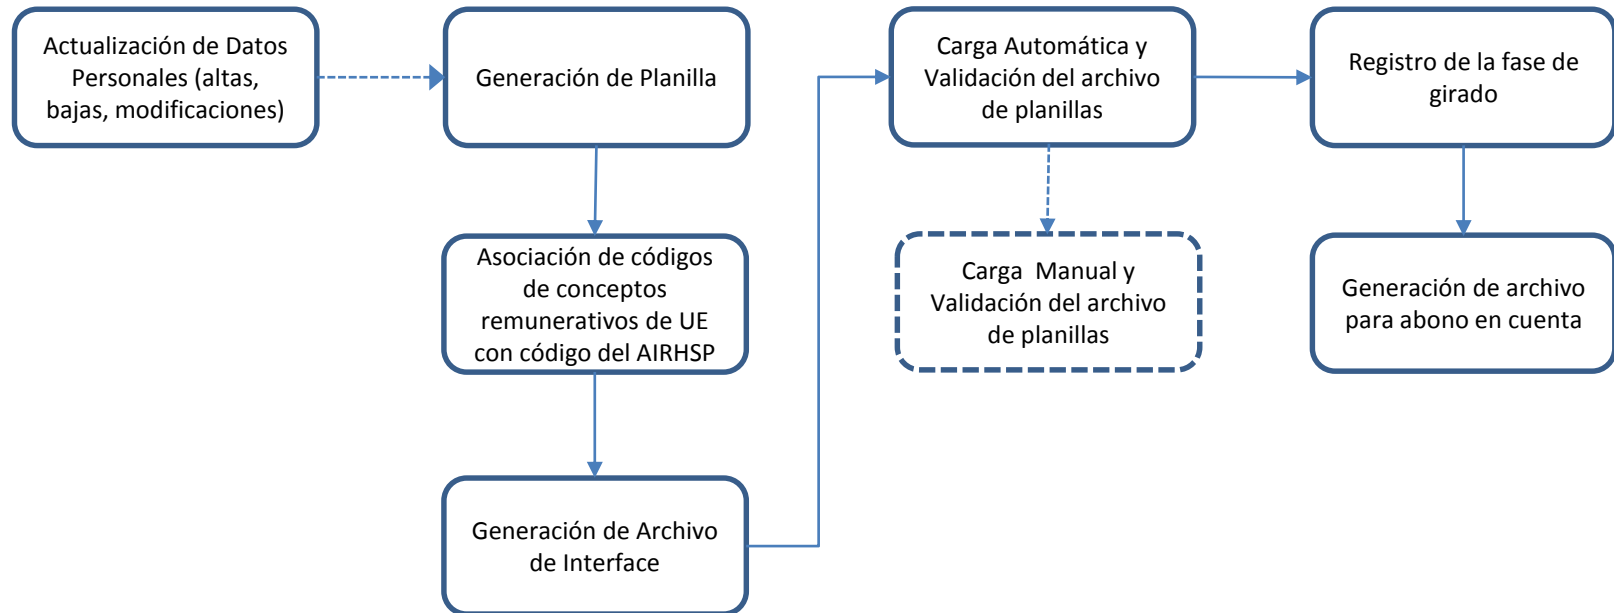 Actualización de Datos
Personales (altas,
bajas, modificaciones)
Generación de Planilla
Asociación de códigos
de conceptos
remunerativos de UE
con código del AIRHSP
Generación de Archivo
de Interface
Carga Automática y
Validación del archivo
de planillas
Carga  Manual y
Validación del archivo
de planillas
Registro de la fase de
girado
Generación de archivo
para abono en cuenta